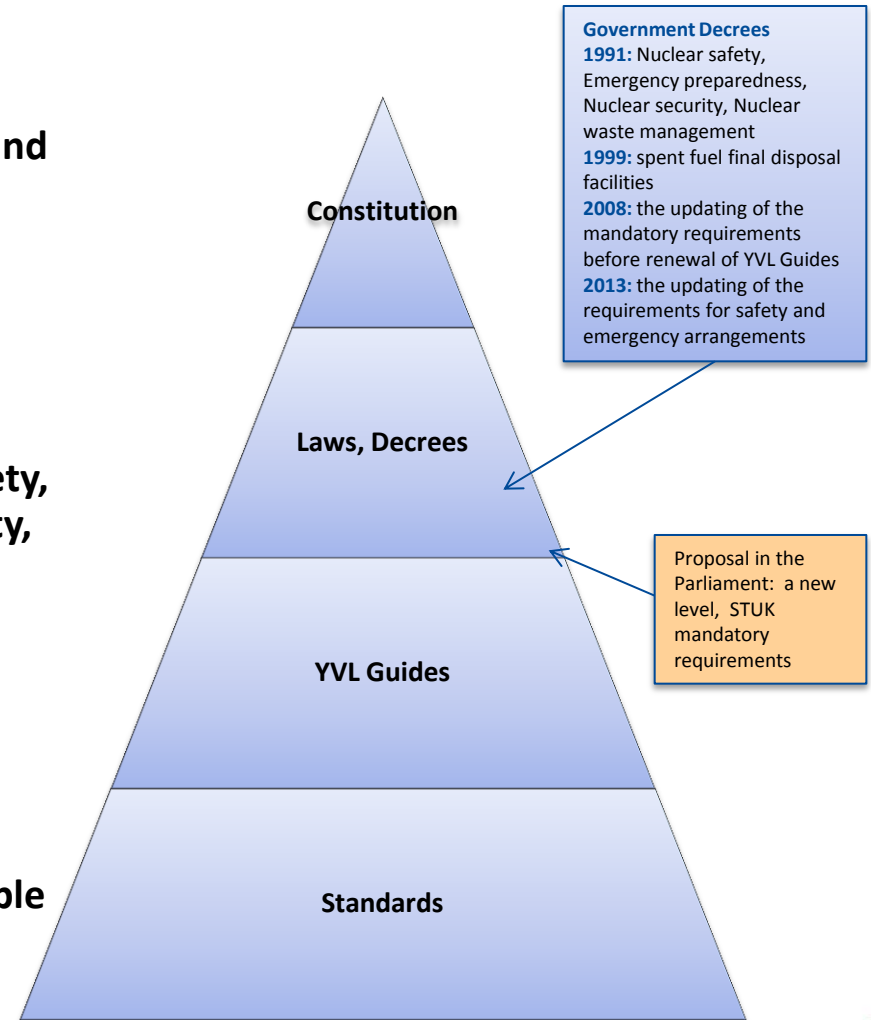 Government Decrees
1991: Nuclear safety,
Emergency preparedness,
Nuclear security, Nuclear
waste management
1999: spent fuel final disposal
facilities
2008: the updating of the
mandatory requirements
before renewal of YVL Guides
2013: the updating of the
requirements for safety and
emergency arrangements
nd
Constitution
Laws, Decrees
ety,
ty,
Proposal in the
Parliament: a new
level, STUK
mandatory
requirements
YVL Guides
Standards